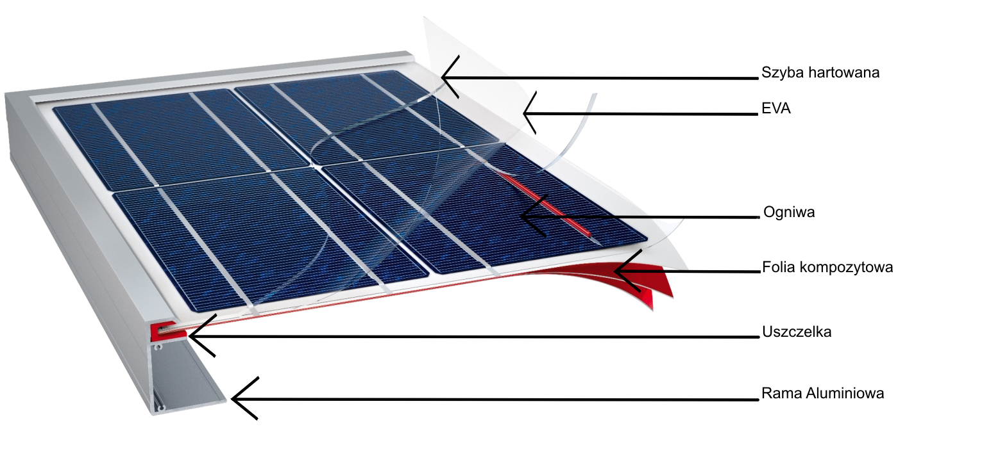 Szyba hartowana
EVA
Ogniwa
Folia kompozytowa
Uszczelka
Rama Aluminiowa